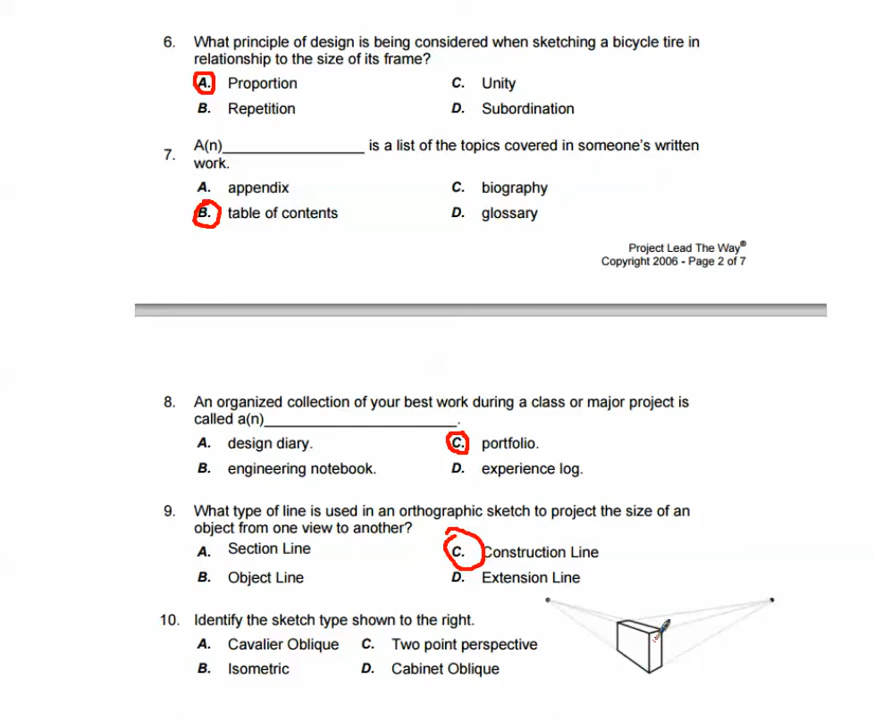 6. What principle of design is being considered when sketching a bicycle tire in
relationship to the size of its frame?
A. Proportion C. Unity
B. Repetition D. Subordination
7. A(n)_________________ is a list of the topics covered in someone's written
work.
A. appendix C. biography
B. table of contents D. glossary
Project Lead The Way®
Copyright 2006 - Page 2 of 7
8. An organized collection of your best work during a class or major project is
called a(n)_______________________.
A. design diary. C. portfolio.
B. engineering notebook. D. experience log.
9. What type of line is used in an orthographic sketch to project the size of an
object from one view to another?
A. Section Line C. Construction Line
B. Object Line D. Extension Line
10. Identify the sketch type shown to the right.
A. Cavalier Oblique C. Two point perspective
B. Isometric D. Cabinet Oblique